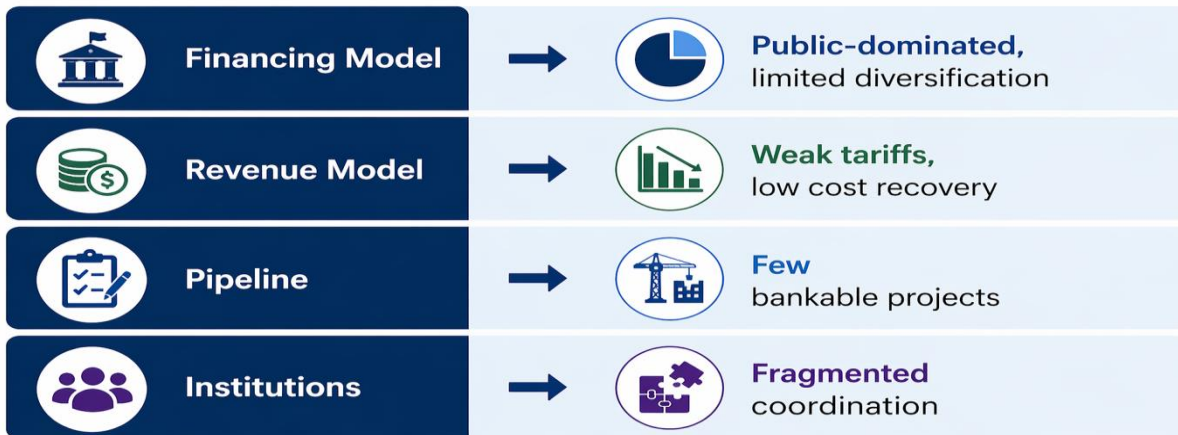 Financing Model
Public-dominated,
limited diversification
Revenue Model
$
Weak tariffs,
low cost recovery
Pipeline
Few
bankable projects
Institutions
Fragmented
coordination